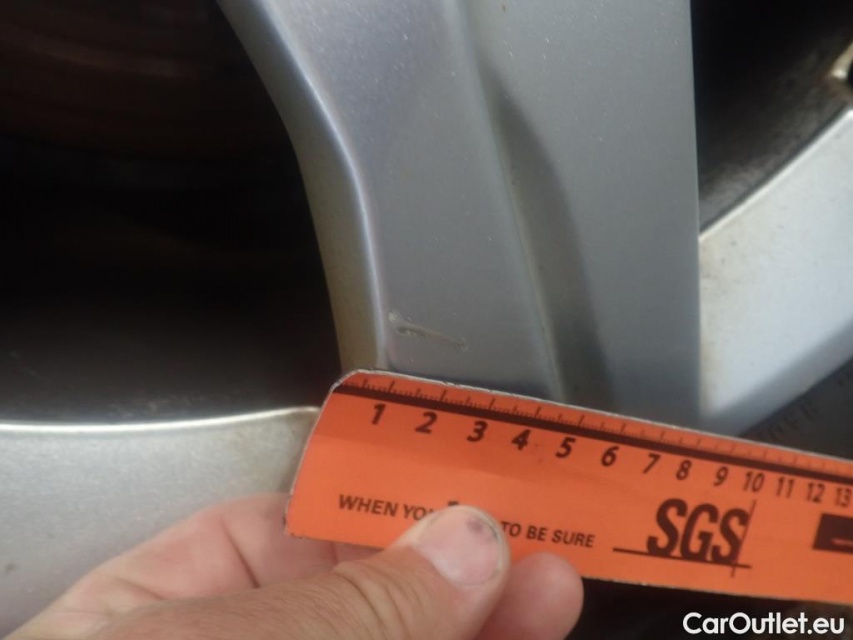 1 2 3 4 5 6 7 8 9 10 11 12 13
WHEN YOU TO BE SURE
SGS
CarOutlet.eu